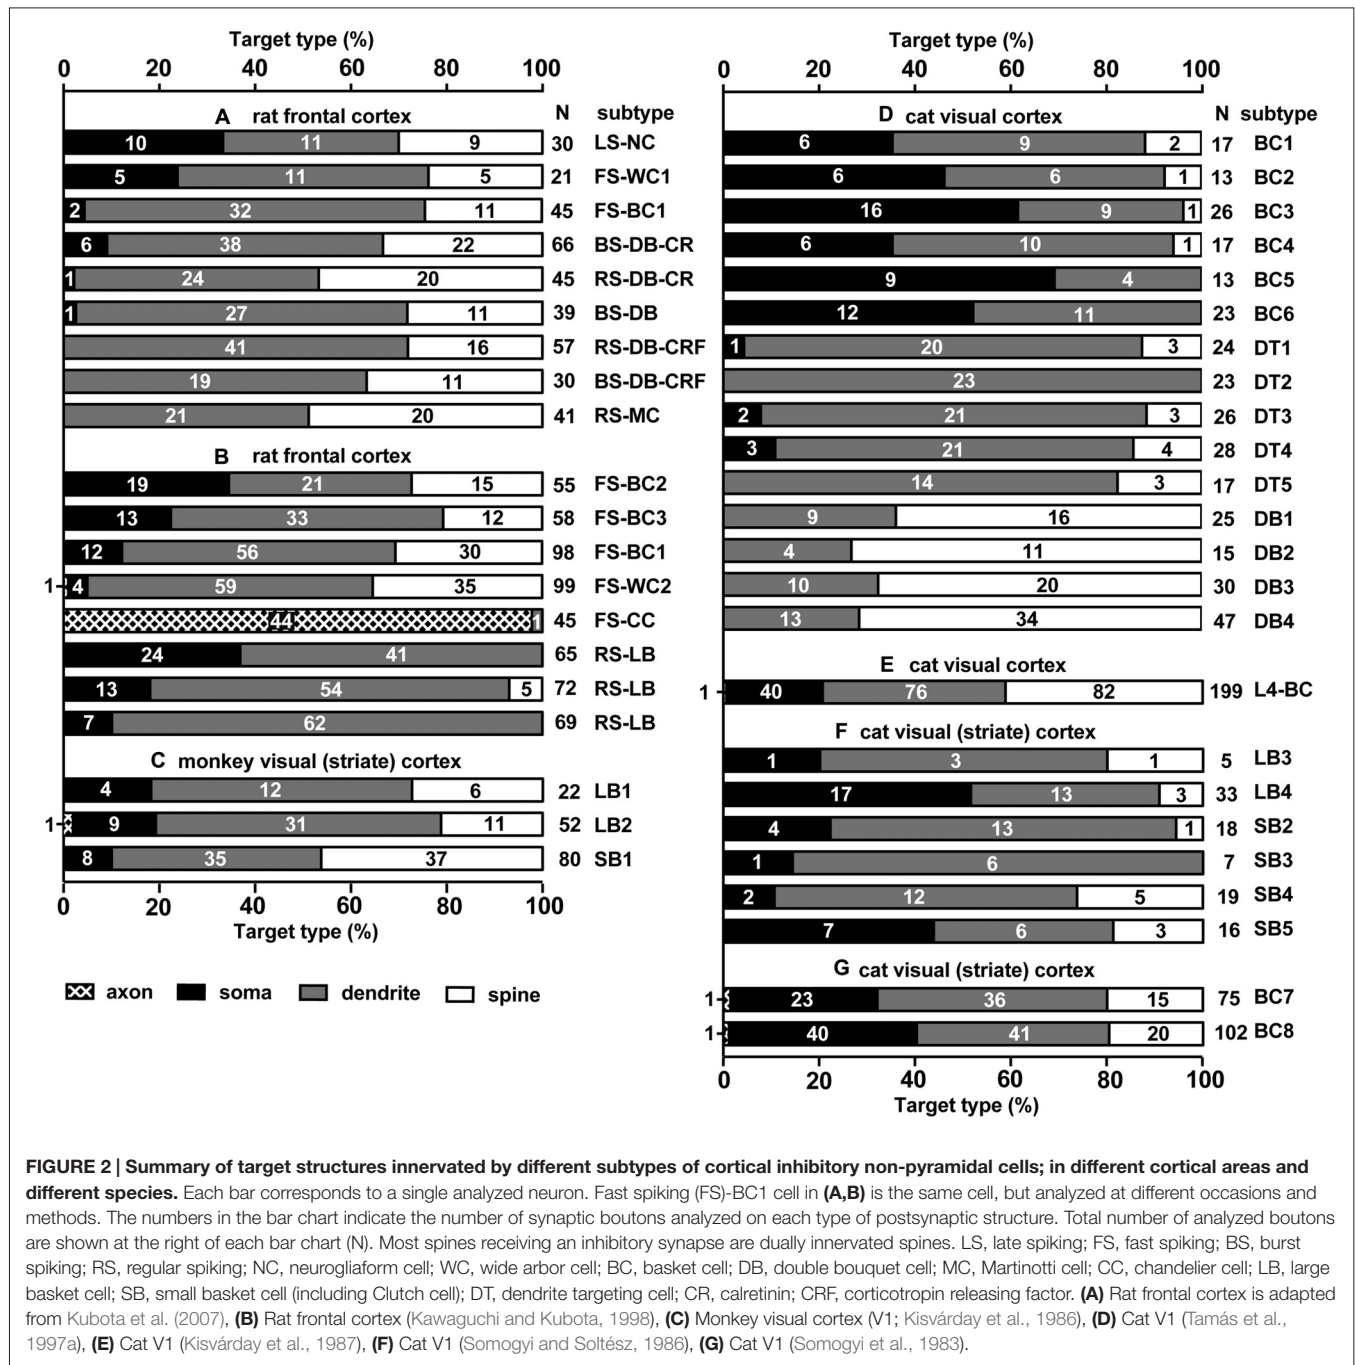 Target type (%)
0 20 40 60 80 100
A rat frontal cortex N subtype
10 11 9 30 LS-NC
5 11 5 21 FS-WC1
2 32 11 45 FS-BC1
6 38 22 66 BS-DB-CR
1 24 20 45 RS-DB-CR
1 27 11 39 BS-DB
41 16 57 RS-DB-CRF
19 11 30 BS-DB-CRF
21 20 41 RS-MC
B rat frontal cortex
19 21 15 55 FS-BC2
13 33 12 58 FS-BC3
12 56 30 98 FS-BC1
1 4 59 35 99 FS-WC2
44 1 45 FS-CC
24 41 65 RS-LB
13 54 5 72 RS-LB
7 62 69 RS-LB
C monkey visual (striate) cortex
4 12 6 22 LB1
1 9 31 11 52 LB2
8 35 37 80 SB1
0 20 40 60 80 100
Target type (%)
axon soma dendrite spine
Target type (%)
0 20 40 60 80 100
D cat visual cortex N subtype
6 9 2 17 BC1
6 6 1 13 BC2
16 9 1 26 BC3
6 10 1 17 BC4
9 4 13 BC5
12 11 23 BC6
1 20 3 24 DT1
23 23 DT2
2 21 3 26 DT3
3 21 4 28 DT4
14 3 17 DT5
9 16 25 DB1
4 11 15 DB2
10 20 30 DB3
13 34 47 DB4
E cat visual cortex
1 40 76 82 199 L4-BC
F cat visual (striate) cortex
1 3 1 5 LB3
17 13 3 33 LB4
4 13 1 18 SB2
1 6 7 SB3
2 12 5 19 SB4
7 6 3 16 SB5
G cat visual (striate) cortex
1 23 36 15 75 BC7
1 40 41 20 102 BC8
0 20 40 60 80 100
Target type (%)
FIGURE 2 | Summary of target structures innervated by different subtypes of cortical inhibitory non-pyramidal cells; in different cortical areas and
different species. Each bar corresponds to a single analyzed neuron. Fast spiking (FS)-BC1 cell in (A,B) is the same cell, but analyzed at different occasions and
methods. The numbers in the bar chart indicate the number of synaptic boutons analyzed on each type of postsynaptic structure. Total number of analyzed boutons
are shown at the right of each bar chart (N). Most spines receiving an inhibitory synapse are dually innervated spines. LS, late spiking; FS, fast spiking; BS, burst
spiking; RS, regular spiking; NC, neurogliaform cell; WC, wide arbor cell; BC, basket cell; DB, double bouquet cell; MC, Martinotti cell; CC, chandelier cell; LB, large
basket cell; SB, small basket cell (including Clutch cell); DT, dendrite targeting cell; CR, calretinin; CRF, corticotropin releasing factor. (A) Rat frontal cortex is adapted
from Kubota et al. (2007), (B) Rat frontal cortex (Kawaguchi and Kubota, 1998), (C) Monkey visual cortex (V1; Kisvárday et al., 1986), (D) Cat V1 (Tamás et al.,
1997a), (E) Cat V1 (Kisvárday et al., 1987), (F) Cat V1 (Somogyi and Soltész, 1986), (G) Cat V1 (Somogyi et al., 1983).